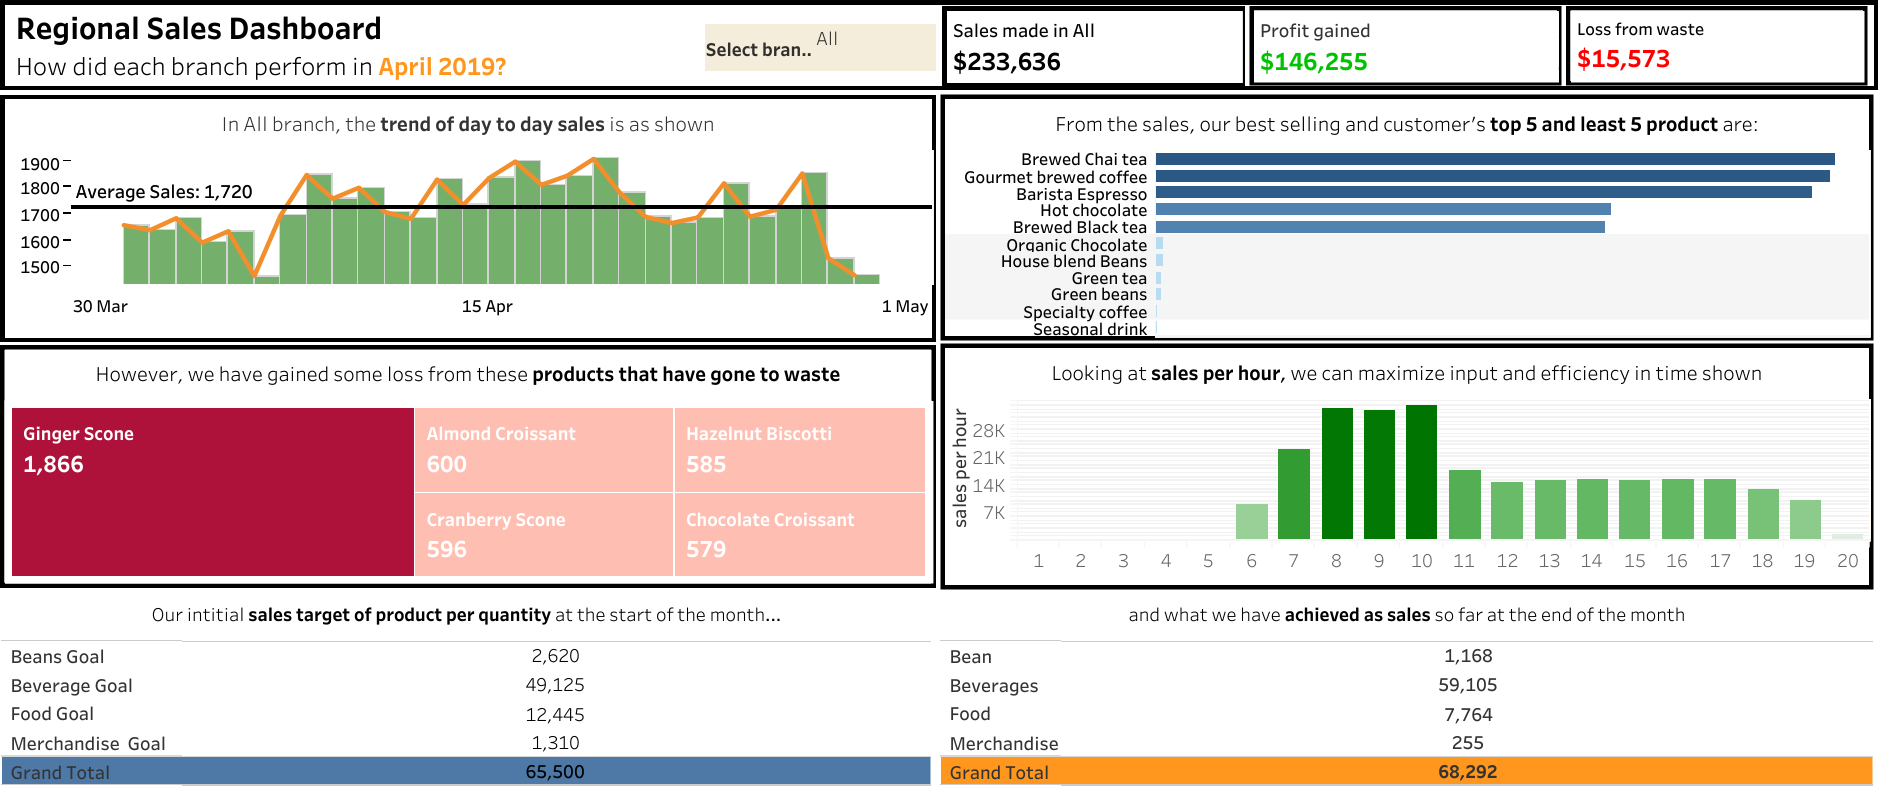 Regional Sales Dashboard
How did each branch perform in April 2019?
Select bran.. All
Sales made in All
$233,636
Profit gained
$146,255
Loss from waste
$15,573
In All branch, the trend of day to day sales is as shown
1900
1800
Average Sales: 1,720
1700
1600
1500
30 Mar 15 Apr 1 May
From the sales, our best selling and customer's top 5 and least 5 product are:
Brewed Chai tea
Gourmet brewed coffee
Barista Espresso
Hot chocolate
Brewed Black tea
Organic Chocolate
House blend Beans
Green tea
Green beans
Specialty coffee
Seasonal drink
However, we have gained some loss from these products that have gone to waste
Ginger Scone
1,866
Almond Croissant
600
Hazelnut Biscotti
585
Cranberry Scone
596
Chocolate Croissant
579
Looking at sales per hour, we can maximize input and efficiency in time shown
sales per hour
28K
21K
14K
7K
1 2 3 4 5 6 7 8 9 10 11 12 13 14 15 16 17 18 19 20
Our intitial sales target of product per quantity at the start of the month...
Beans Goal 2,620
Beverage Goal 49,125
Food Goal 12,445
Merchandise Goal 1,310
Grand Total 65,500
and what we have achieved as sales so far at the end of the month
Bean 1,168
Beverages 59,105
Food 7,764
Merchandise 255
Grand Total 68,292